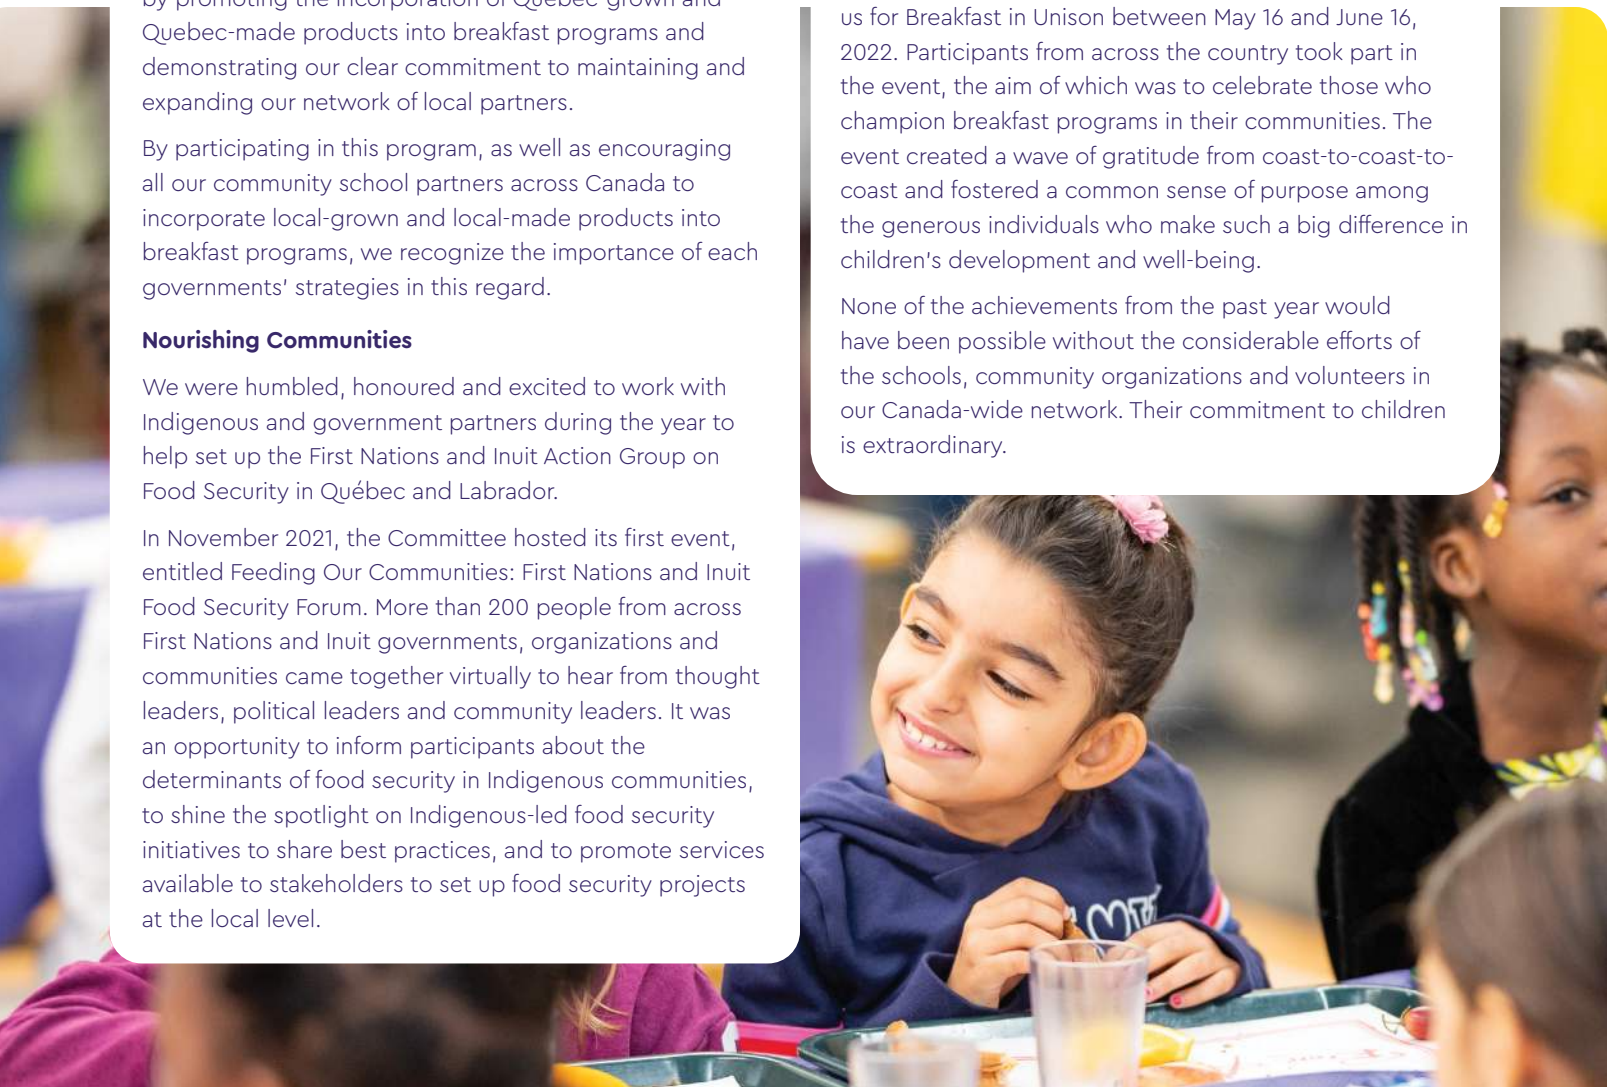 by promoting the incorporation of Quebec-grown and
Quebec-made products into breakfast programs and
demonstrating our clear commitment to maintaining and
expanding our network of local partners.
By participating in this program, as well as encouraging
all our community school partners across Canada to
incorporate local-grown and local-made products into
breakfast programs, we recognize the importance of each
governments' strategies in this regard.
Nourishing Communities
We were humbled, honoured and excited to work with
Indigenous and government partners during the year to
help set up the First Nations and Inuit Action Group on
Food Security in Québec and Labrador.
In November 2021, the Committee hosted its first event,
entitled Feeding Our Communities: First Nations and Inuit
Food Security Forum. More than 200 people from across
First Nations and Inuit governments, organizations and
communities came together virtually to hear from thought
leaders, political leaders and community leaders. It was
an opportunity to inform participants about the
determinants of food security in Indigenous communities,
to shine the spotlight on Indigenous-led food security
initiatives to share best practices, and to promote services
available to stakeholders to set up food security projects
at the local level.
us for Breakfast in Unison between May 16 and June 16,
2022. Participants from across the country took part in
the event, the aim of which was to celebrate those who
champion breakfast programs in their communities. The
event created a wave of gratitude from coast-to-coast-to-
coast and fostered a common sense of purpose among
the generous individuals who make such a big difference in
children's development and well-being.
None of the achievements from the past year would
have been possible without the considerable efforts of
the schools, community organizations and volunteers in
our Canada-wide network. Their commitment to children
is extraordinary.